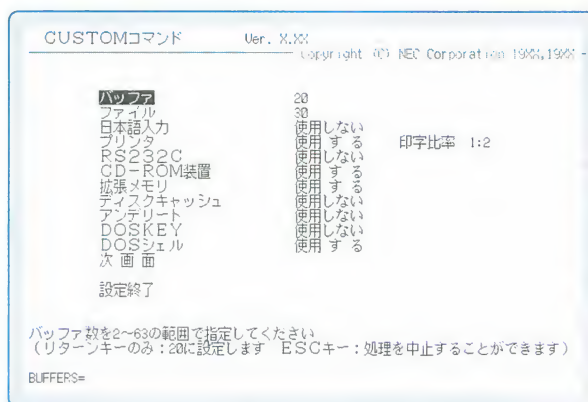 CUSTOMコマンド Ver. X.XX
Copyright (C) NEC Corporation 19XX,19XX -
バッファ 20
ファイル 30
日本語入力 使用しない
プリンタ 使用 す る 印字比率 1:2
RS232C 使用しない
CD-ROM装置 使用 す る
拡張メモリ 使用 す る
ディスクキャッシュ 使用しない
アンデリート 使用しない
DOSKEY 使用しない
DOSシェル 使用 す る
次 画 面
設定終了
バッファ数を2~63の範囲で指定してください
(リターンキーのみ:20に設定します ESCキー:処理を中止することができます)
BUFFERS=